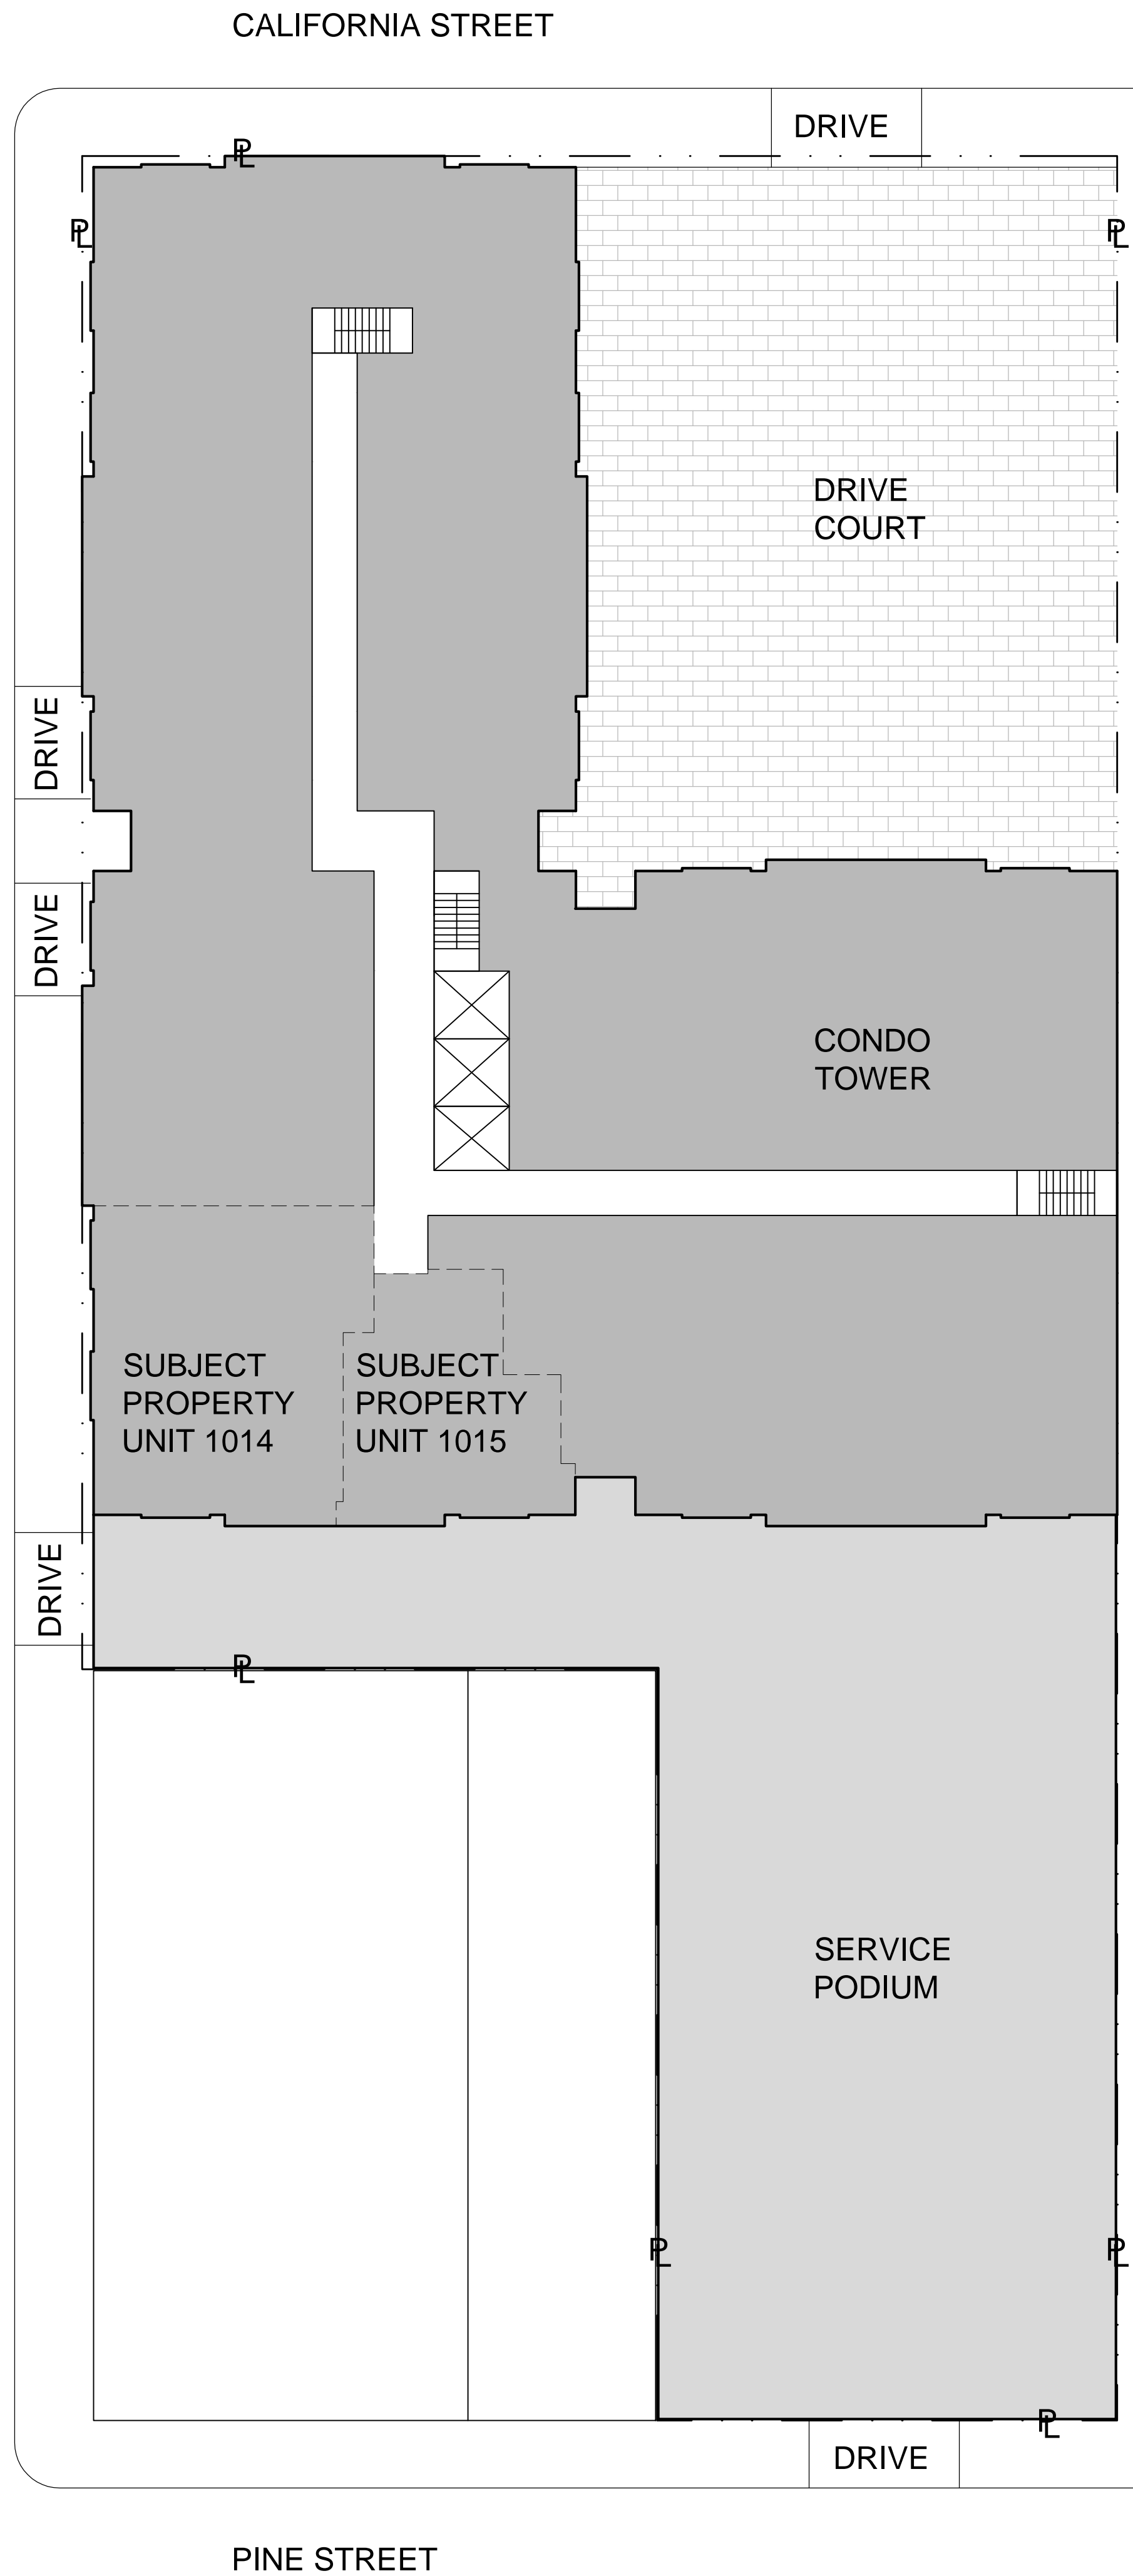 CALIFORNIA STREET
DRIVE
PL
PL
PL
DRIVE
COURT
DRIVE
DRIVE
CONDO
TOWER
SUBJECT
PROPERTY
UNIT 1014
SUBJECT
PROPERTY
UNIT 1015
DRIVE
PL
SERVICE
PODIUM
PL
PL
PL
DRIVE
PINE STREET